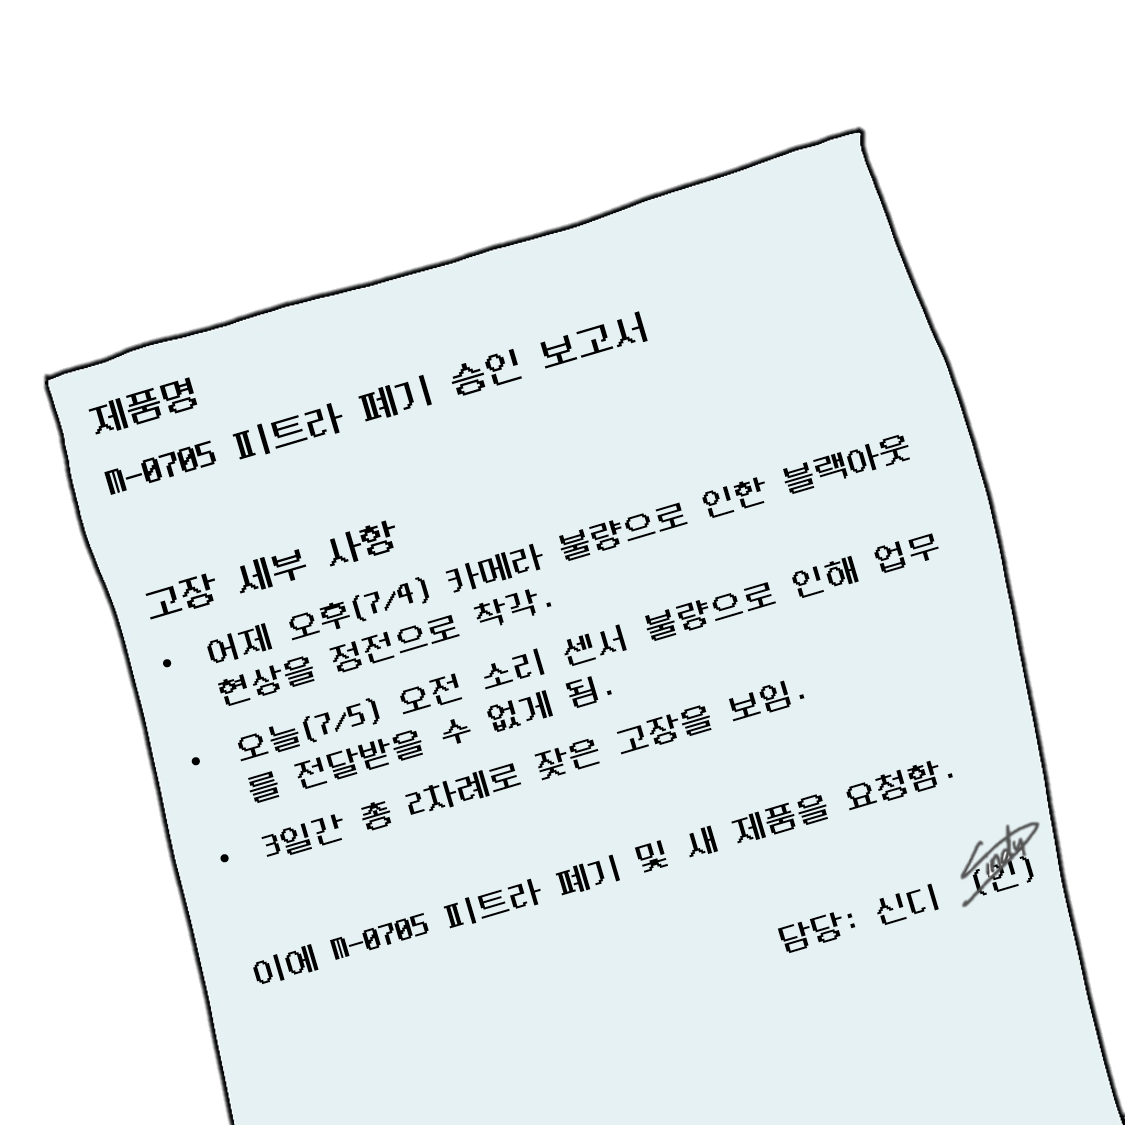 제품명
m-0705 피트라 폐기 승인 보고서
고장 세부 사항
• 어제 오후(7/4) 카메라 불량으로 인한 블랙아웃
현상을 정전으로 착각.
• 오늘(7/5) 오전 소리 센서 불량으로 인해 업무
를 전달받을 수 없게 됨.
• 3일간 총 2차례로 잦은 고장을 보임.
이에 m-0705 피트라 폐기 및 새 제품을 요청함.
담당: 신디 (인)
Cindy